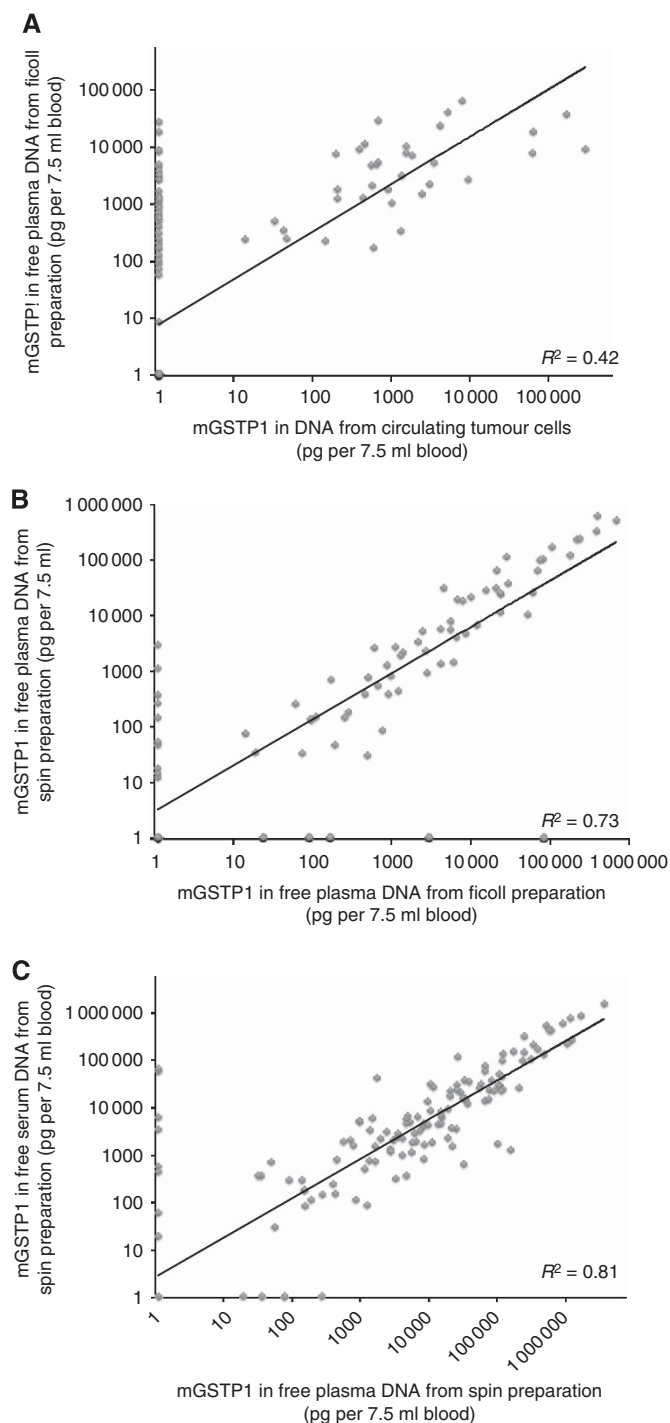 A
mGSTP! in free plasma DNA from ficoll
preparation (pg per 7.5 ml blood)
100 000
10 000
1000
100
10
1
R² = 0.42
1 10 100 1000 10 000 100 000
mGSTP1 in DNA from circulating tumour cells
(pg per 7.5 ml blood)
B
mGSTP1 in free plasma DNA from
spin preparation (pg per 7.5 ml)
1 000 000
100 000
10 000
1000
100
10
1
R² = 0.73
1 10 100 1000 10 000 100 000 1 000 000
mGSTP1 in free plasma DNA from ficoll preparation
(pg per 7.5 ml blood)
C
mGSTP1 in free serum DNA from
spin preparation (pg per 7.5 ml blood)
1 000 000
100 000
10 000
1000
100
10
1
R² = 0.81
1 10 100 1000 10 000 100 000 1 000 000
mGSTP1 in free plasma DNA from spin preparation
(pg per 7.5 ml blood)